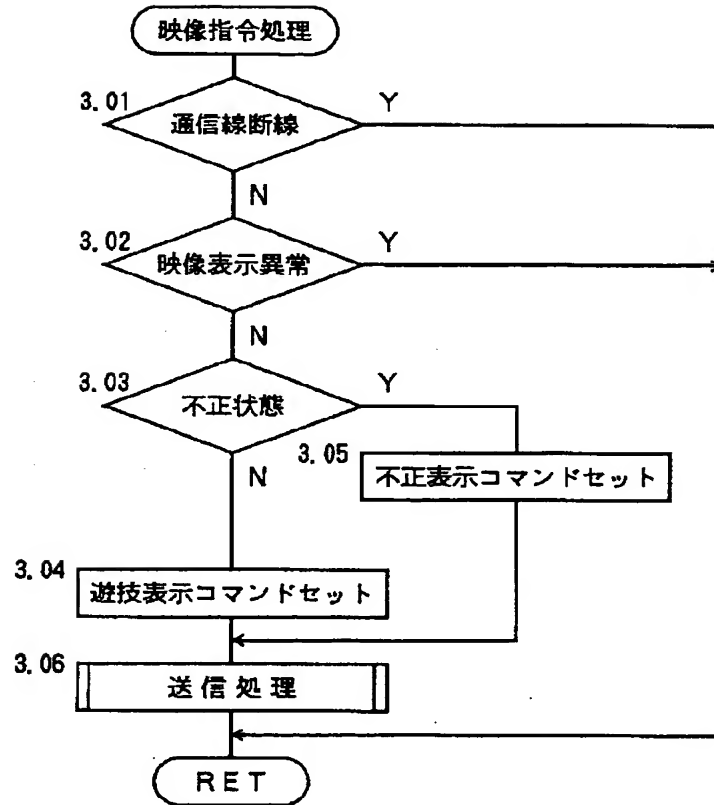 映像指令処理
3.01
通信線断線
Y
N
3.02
映像表示異常
Y
N
3.03
不正状態
Y
N
3.05
不正表示コマンドセット
3.04
遊技表示コマンドセット
3.06
送信処理
RET